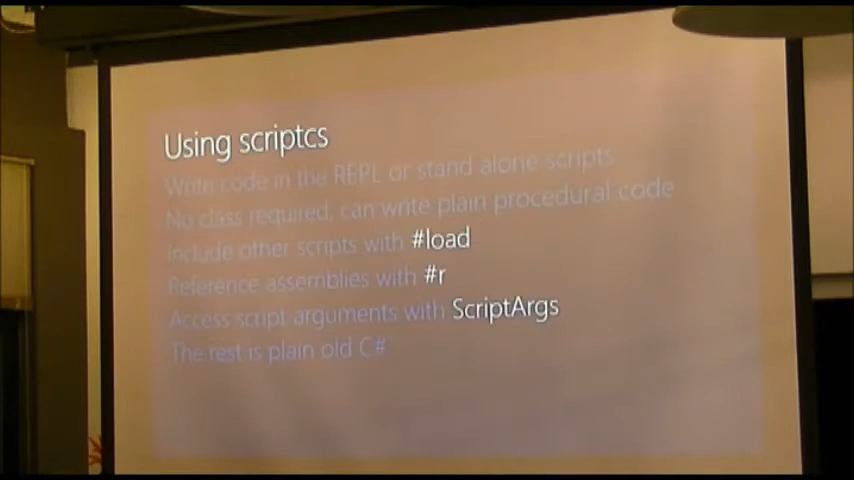 Using scriptcs
Write code in the REPL or stand alone scripts
No class required, can write plain procedural code
Include other scripts with #load
Reference assemblies with #r
Access script arguments with ScriptArgs
The rest is plain old C#